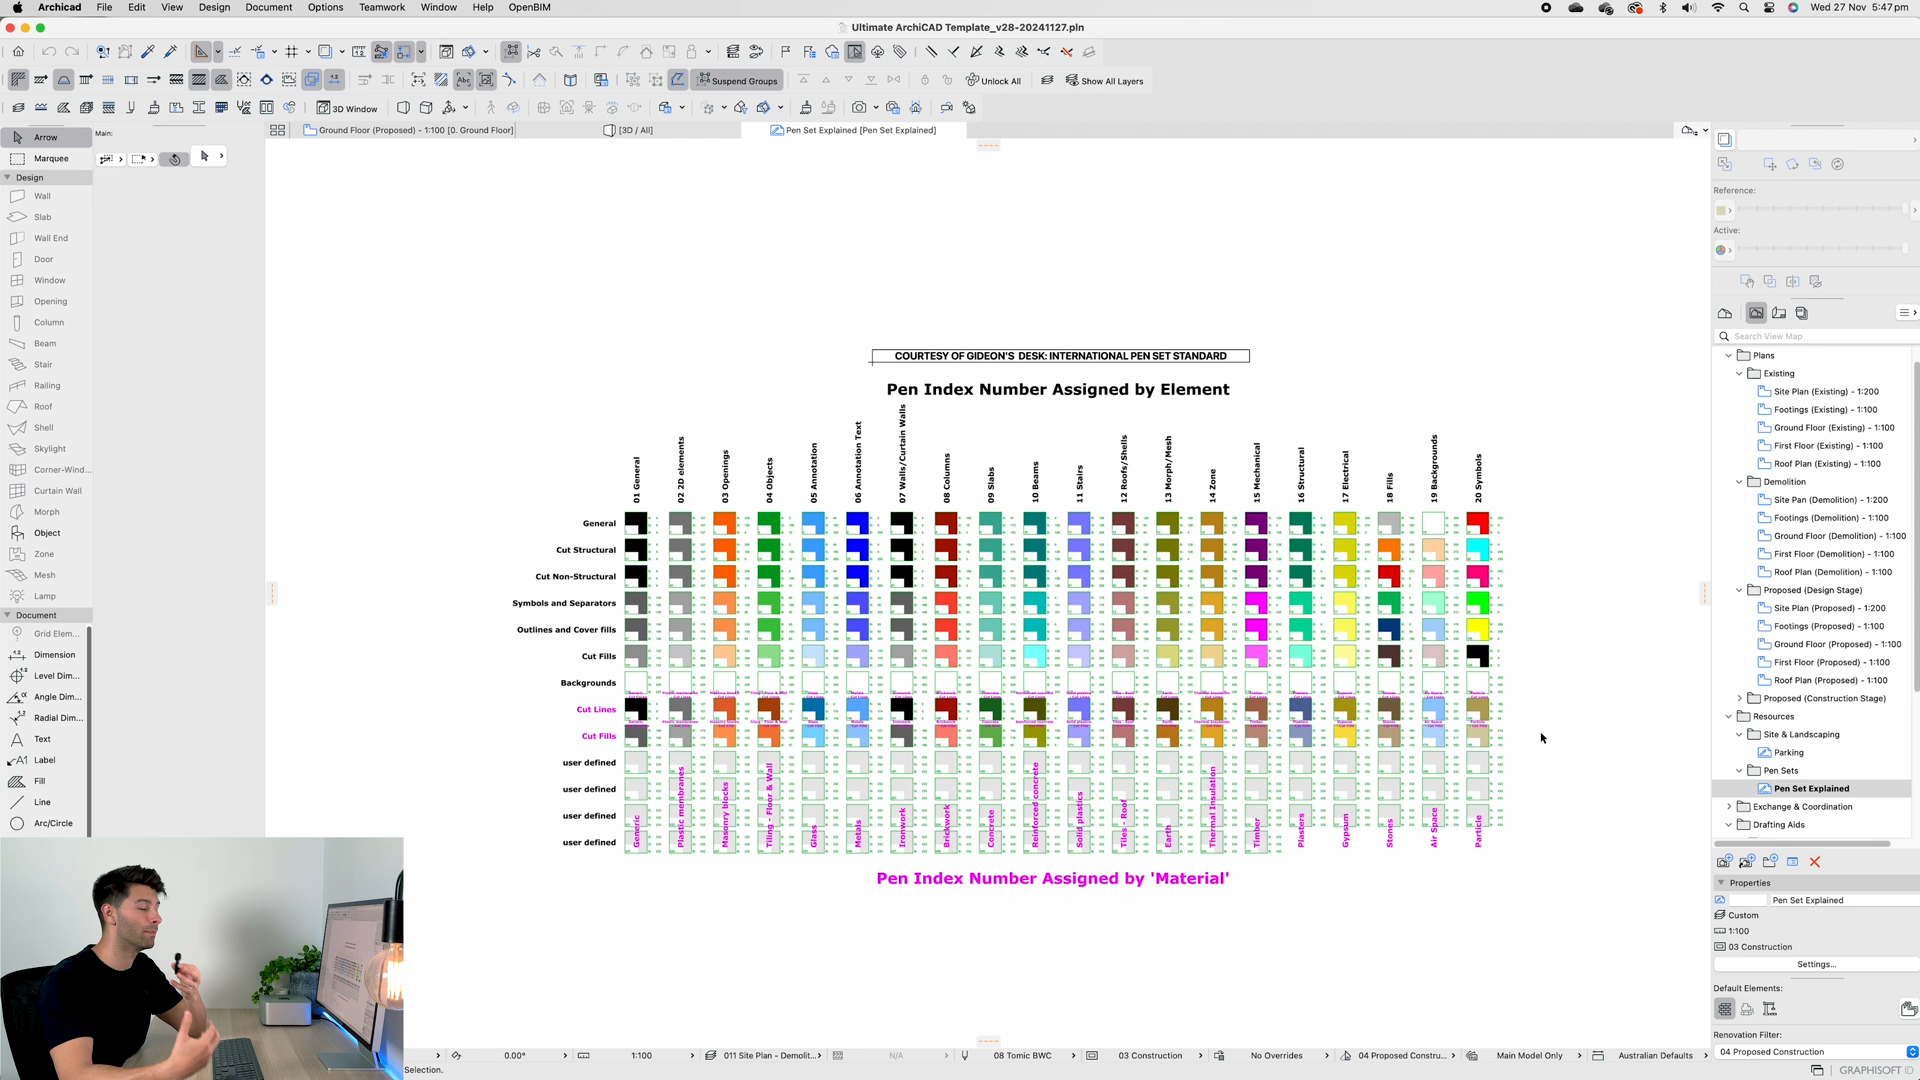 Archicad File Edit View Design Document Options Teamwork Window Help OpenBIM Wed 27 Nov 5:47 pm
Ultimate ArchiCAD Template_v28-20241127.pln
Suspend Groups Unlock All Show All Layers
3D Window
Ground Floor (Proposed) - 1:100 [0. Ground Floor] [3D / All] Pen Set Explained [Pen Set Explained]
Arrow
Marquee
Design
Wall
Slab
Wall End
Door
Window
Opening
Column
Beam
Stair
Railing
Roof
Shell
Skylight
Corner-Wind...
Curtain Wall
Morph
Object
Zone
Mesh
Lamp
Document
Grid Elem...
Dimension
Level Dim...
Angle Dim...
Radial Dim...
Text
Label
Fill
Line
Arc/Circle
Main:
COURTESY OF GIDEON'S DESK: INTERNATIONAL PEN SET STANDARD
Pen Index Number Assigned by Element
01 General
02 2D elements
03 Openings
04 Objects
05 Annotation
06 Annotation Text
07 Walls/Curtain Walls
08 Columns
09 Slabs
10 Beams
11 Stairs
12 Roofs/Shells
13 Morph/Mesh
14 Zone
15 Mechanical
16 Structural
17 Electrical
18 Fills
19 Backgrounds
20 Symbols
General
Cut Structural
Cut Non-Structural
Symbols and Separators
Outlines and Cover fills
Cut Fills
Backgrounds
Cut Lines
Cut Fills
user defined
user defined
user defined
user defined
Generic
Plastic membranes
Masonry blocks
Tiling - Floor & Wall
Glass
Metals
Ironwork
Brickwork
Concrete
Reinforced concrete
Solid plastics
Tiles - Roof
Earth
Thermal Insulation
Timber
Plasters
Gypsum
Stones
Air Space
Particle
Pen Index Number Assigned by 'Material'
Reference:
Active:
Search View Map
Plans
Existing
Site Plan (Existing) - 1:200
Footings (Existing) - 1:100
Ground Floor (Existing) - 1:100
First Floor (Existing) - 1:100
Roof Plan (Existing) - 1:100
Demolition
Site Pan (Demolition) - 1:200
Footings (Demolition) - 1:100
Ground Floor (Demolition) - 1:100
First Floor (Demolition) - 1:100
Roof Plan (Demolition) - 1:100
Proposed (Design Stage)
Site Plan (Proposed) - 1:200
Footings (Proposed) - 1:100
Ground Floor (Proposed) - 1:100
First Floor (Proposed) - 1:100
Roof Plan (Proposed) - 1:100
Proposed (Construction Stage)
Resources
Site & Landscaping
Parking
Pen Sets
Pen Set Explained
Exchange & Coordination
Drafting Aids
Properties
Pen Set Explained
Custom
1:100
03 Construction
Settings...
Default Elements:
Renovation Filter:
04 Proposed Construction
0.00° 1:100 011 Site Plan - Demolit... N/A 08 Tomic BWC 03 Construction No Overrides 04 Proposed Constru... Main Model Only Australian Defaults
Selection.
GRAPHISOFT ID